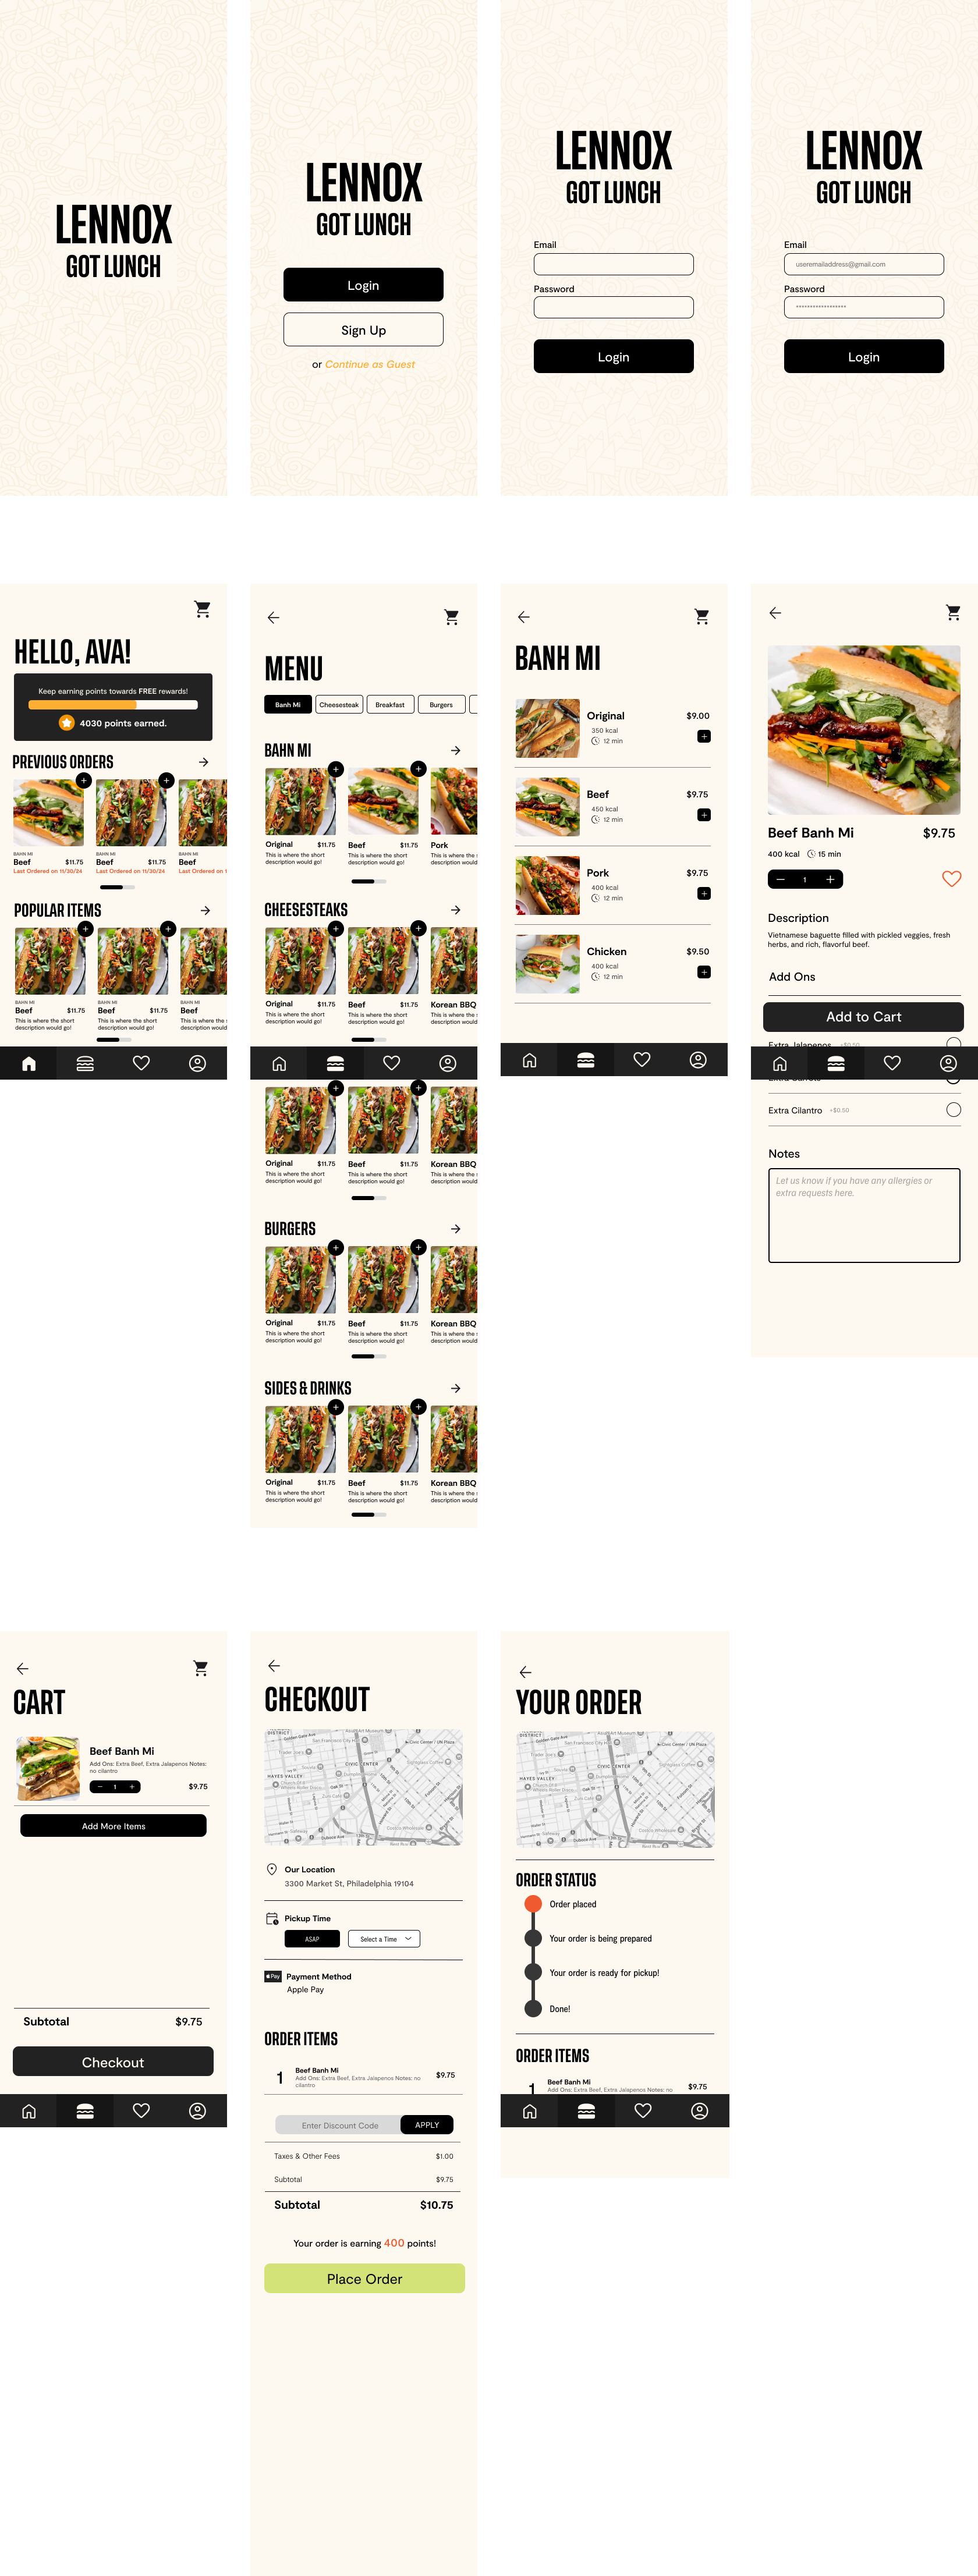 LENNOX
GOT LUNCH
LENNOX
GOT LUNCH
Login
Sign Up
or Continue as Guest
LENNOX
GOT LUNCH
Email
Password
Login
LENNOX
GOT LUNCH
Email
useremailaddress@gmail.com
Password
******************
Login
HELLO, AVA!
Keep earning points towards FREE rewards!
4030 points earned.
PREVIOUS ORDERS
BAHN MI BAHN MI BAHN MI
Beef $11.75 Beef $11.75 Beef
Last Ordered on 11/30/24 Last Ordered on 11/30/24 Last Ordered on
POPULAR ITEMS
BAHN MI BAHN MI BAHN MI
Beef $11.75 Beef $11.75 Beef
This is where the short This is where the short This is where the
description would go! description would go! description would
MENU
Banh Mi Cheesesteak Breakfast Burgers
BAHN MI
Original $11.75 Beef $11.75 Pork
This is where the short This is where the short This is where the
description would go! description would go! description would
CHEESESTEAKS
Original $11.75 Beef $11.75 Korean BBQ
This is where the short This is where the short This is where the
description would go! description would go! description would
Original $11.75 Beef $11.75 Korean BBQ
This is where the short This is where the short This is where the
description would go! description would go! description would
BURGERS
Original $11.75 Beef $11.75 Korean BBQ
This is where the short This is where the short This is where the
description would go! description would go! description would
SIDES & DRINKS
Original $11.75 Beef $11.75 Korean BBQ
This is where the short This is where the short This is where the
description would go! description would go! description would
BANH MI
Original $9.00
350 kcal
12 min
Beef $9.75
450 kcal
12 min
Pork $9.75
400 kcal
12 min
Chicken $9.50
400 kcal
12 min
Beef Banh Mi $9.75
400 kcal 15 min
1
Description
Vietnamese baguette filled with pickled veggies, fresh
herbs, and rich, flavorful beef.
Add Ons
Add to Cart
Extra Jalapenos +$0.50
Extra Cilantro +$0.50
Notes
Let us know if you have any allergies or
extra requests here.
CART
Beef Banh Mi
Add Ons: Extra Beef, Extra Jalapenos Notes:
no cilantro
1 $9.75
Add More Items
Subtotal $9.75
Checkout
CHECKOUT
HAYES VALLEY
CIVIC CENTER
Our Location
3300 Market St, Philadelphia 19104
Pickup Time
ASAP Select a Time
Pay Payment Method
Apple Pay
ORDER ITEMS
1 Beef Banh Mi $9.75
Add Ons: Extra Beef, Extra Jalapenos Notes: no
cilantro
Enter Discount Code APPLY
Taxes & Other Fees $1.00
Subtotal $9.75
Subtotal $10.75
Your order is earning 400 points!
Place Order
YOUR ORDER
HAYES VALLEY
CIVIC CENTER
ORDER STATUS
Order placed
Your order is being prepared
Your order is ready for pickup!
Done!
ORDER ITEMS
1 Beef Banh Mi $9.75
Add Ons: Extra Beef, Extra Jalapenos Notes: no